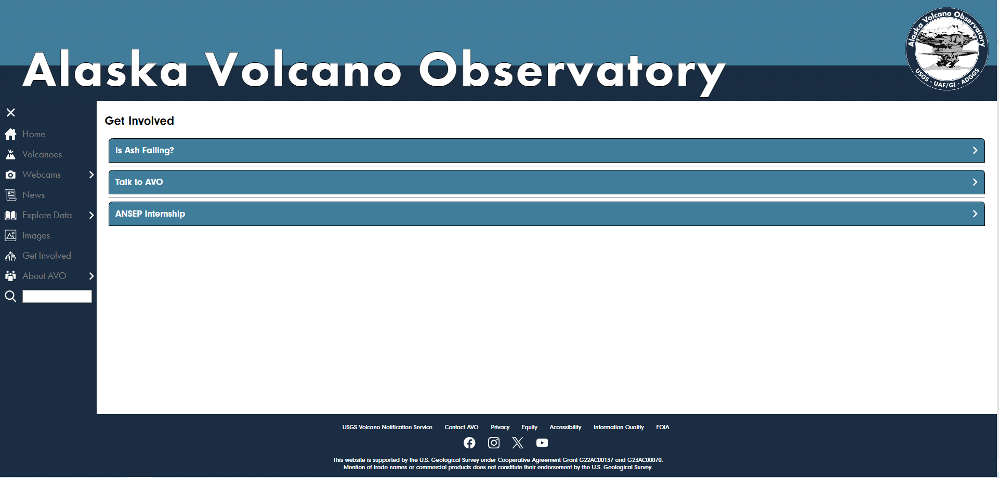 Alaska Volcano Observatory
Alaska Volcano Observatory
USGS - UAF/GI - ADGGS
Home
Volcanoes
Webcams
News
Explore Data
Images
Get Involved
About AVO
Get Involved
Is Ash Falling?
Talk to AVO
ANSEP Internship
USGS Volcano Notification Service Contact AVO Privacy Equity Accessibility Information Quality FOIA
This website is supported by the U.S. Geological Survey under Cooperative Agreement Grant G22AC00137 and G23AC00070.
Mention of trade names or commercial products does not constitute their endorsement by the U.S. Geological Survey.